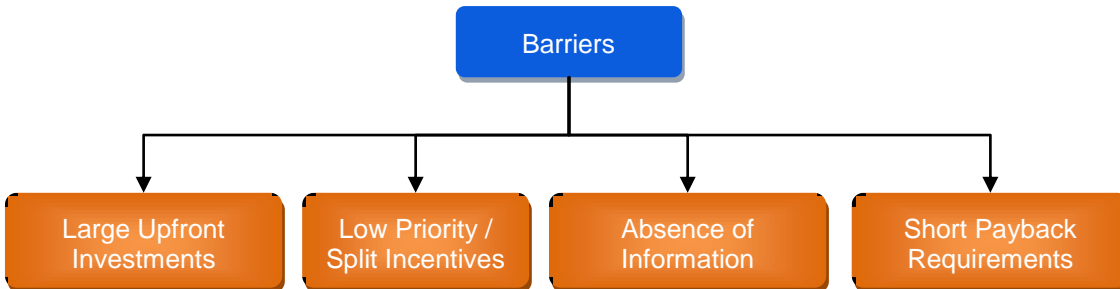 Barriers
Large Upfront
Investments
Low Priority /
Split Incentives
Absence of
Information
Short Payback
Requirements